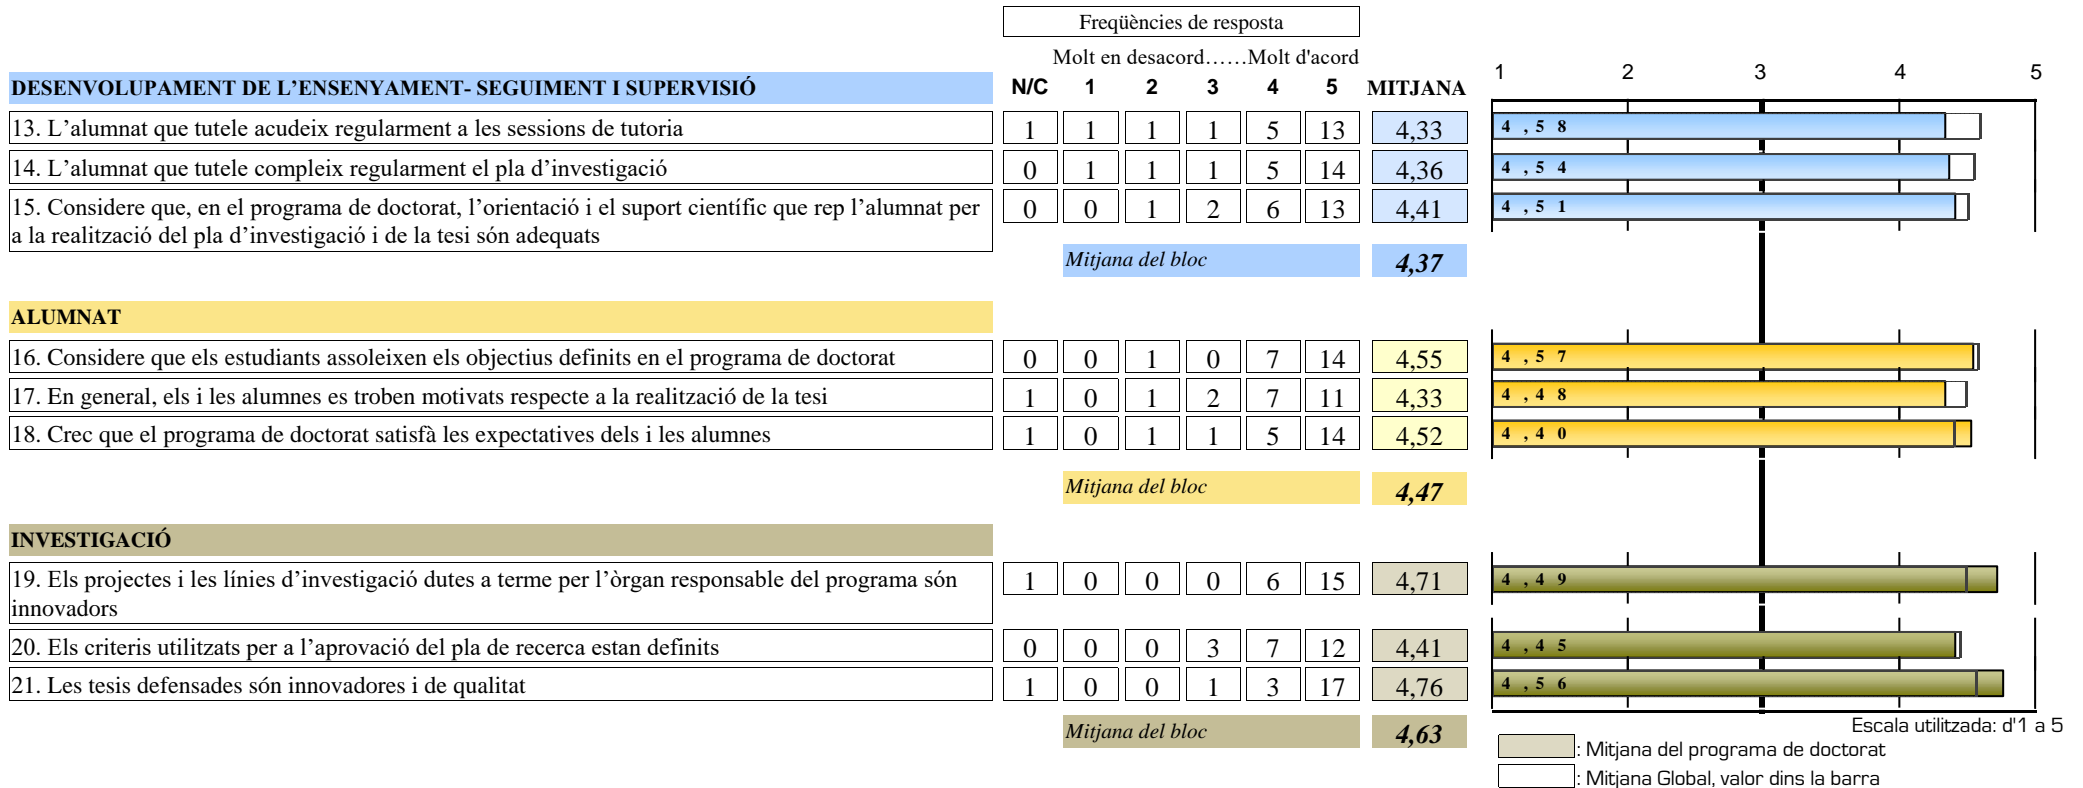 Freqüències de resposta
Molt en desacord……Molt d'acord
DESENVOLUPAMENT DE L’ENSENYAMENT- SEGUIMENT I SUPERVISIÓ N/C 1 2 3 4 5 MITJANA 1 2 3 4 5
13. L’alumnat que tutele acudeix regularment a les sessions de tutoria 1 1 1 1 5 13 4,33 4,58
14. L’alumnat que tutele compleix regularment el pla d’investigació 0 1 1 1 5 14 4,36 4,54
15. Considere que, en el programa de doctorat, l’orientació i el suport científic que rep l’alumnat per 0 0 1 2 6 13 4,41 4,51
a la realització del pla d’investigació i de la tesi són adequats
Mitjana del bloc 4,37
ALUMNAT
16. Considere que els estudiants assoleixen els objectius definits en el programa de doctorat 0 0 1 0 7 14 4,55 4,57
17. En general, els i les alumnes es troben motivats respecte a la realització de la tesi 1 0 1 2 7 11 4,33 4,48
18. Crec que el programa de doctorat satisfà les expectatives dels i les alumnes 1 0 1 1 5 14 4,52 4,40
Mitjana del bloc 4,47
INVESTIGACIÓ
19. Els projectes i les línies d’investigació dutes a terme per l’òrgan responsable del programa són 1 0 0 0 6 15 4,71 4,49
innovadors
20. Els criteris utilitzats per a l’aprovació del pla de recerca estan definits 0 0 0 3 7 12 4,41 4,45
21. Les tesis defensades són innovadores i de qualitat 1 0 0 1 3 17 4,76 4,56
Mitjana del bloc 4,63
Escala utilitzada: d'1 a 5
: Mitjana del programa de doctorat
: Mitjana Global, valor dins la barra